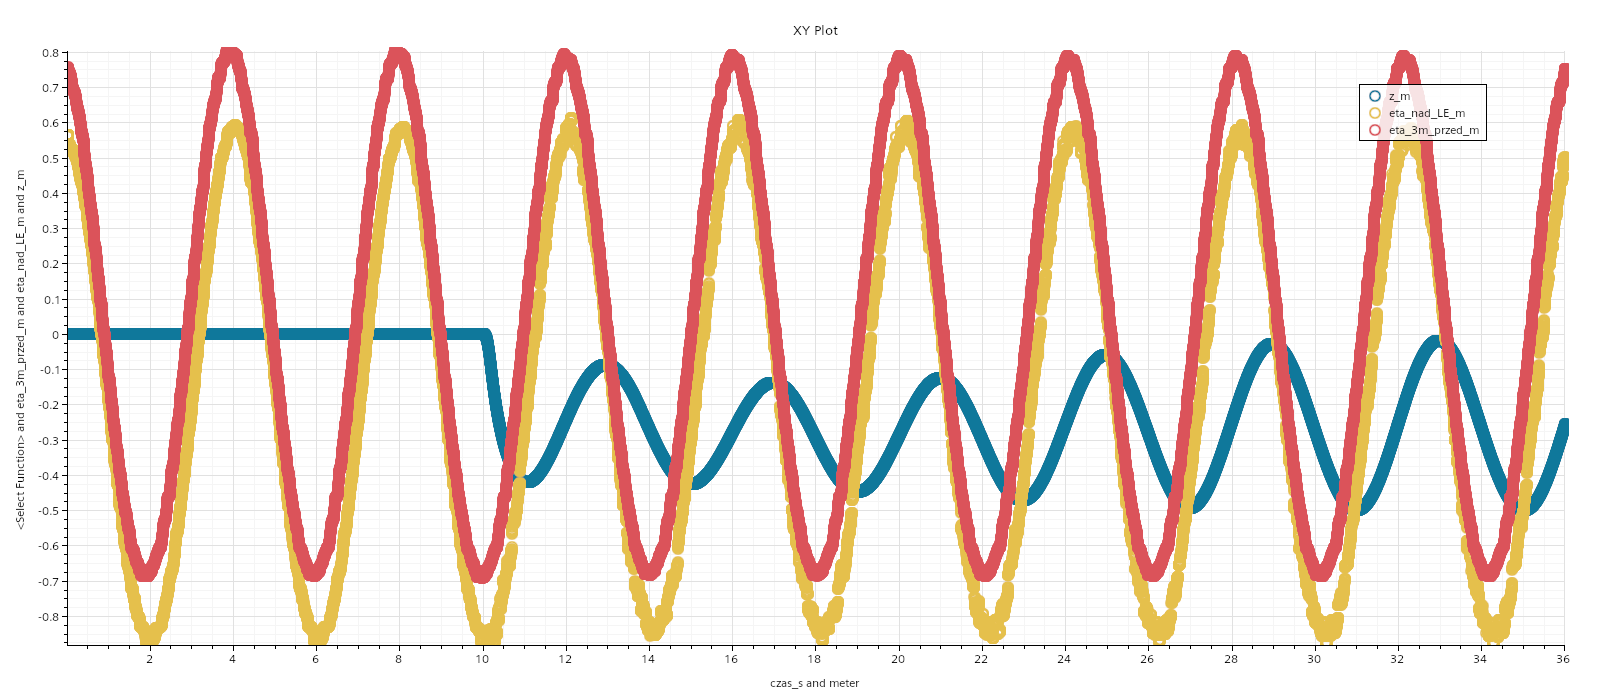 XY Plot
<Select Function> and eta_3m_przed_m and eta_nad_LE_m and z_m
0.8
0.7
0.6
0.5
0.4
0.3
0.2
0.1
0
-0.1
-0.2
-0.3
-0.4
-0.5
-0.6
-0.7
-0.8
z_m
eta_nad_LE_m
eta_3m_przed_m
2 4 6 8 10 12 14 16 18 20 22 24 26 28 30 32 34 36
czas_s and meter